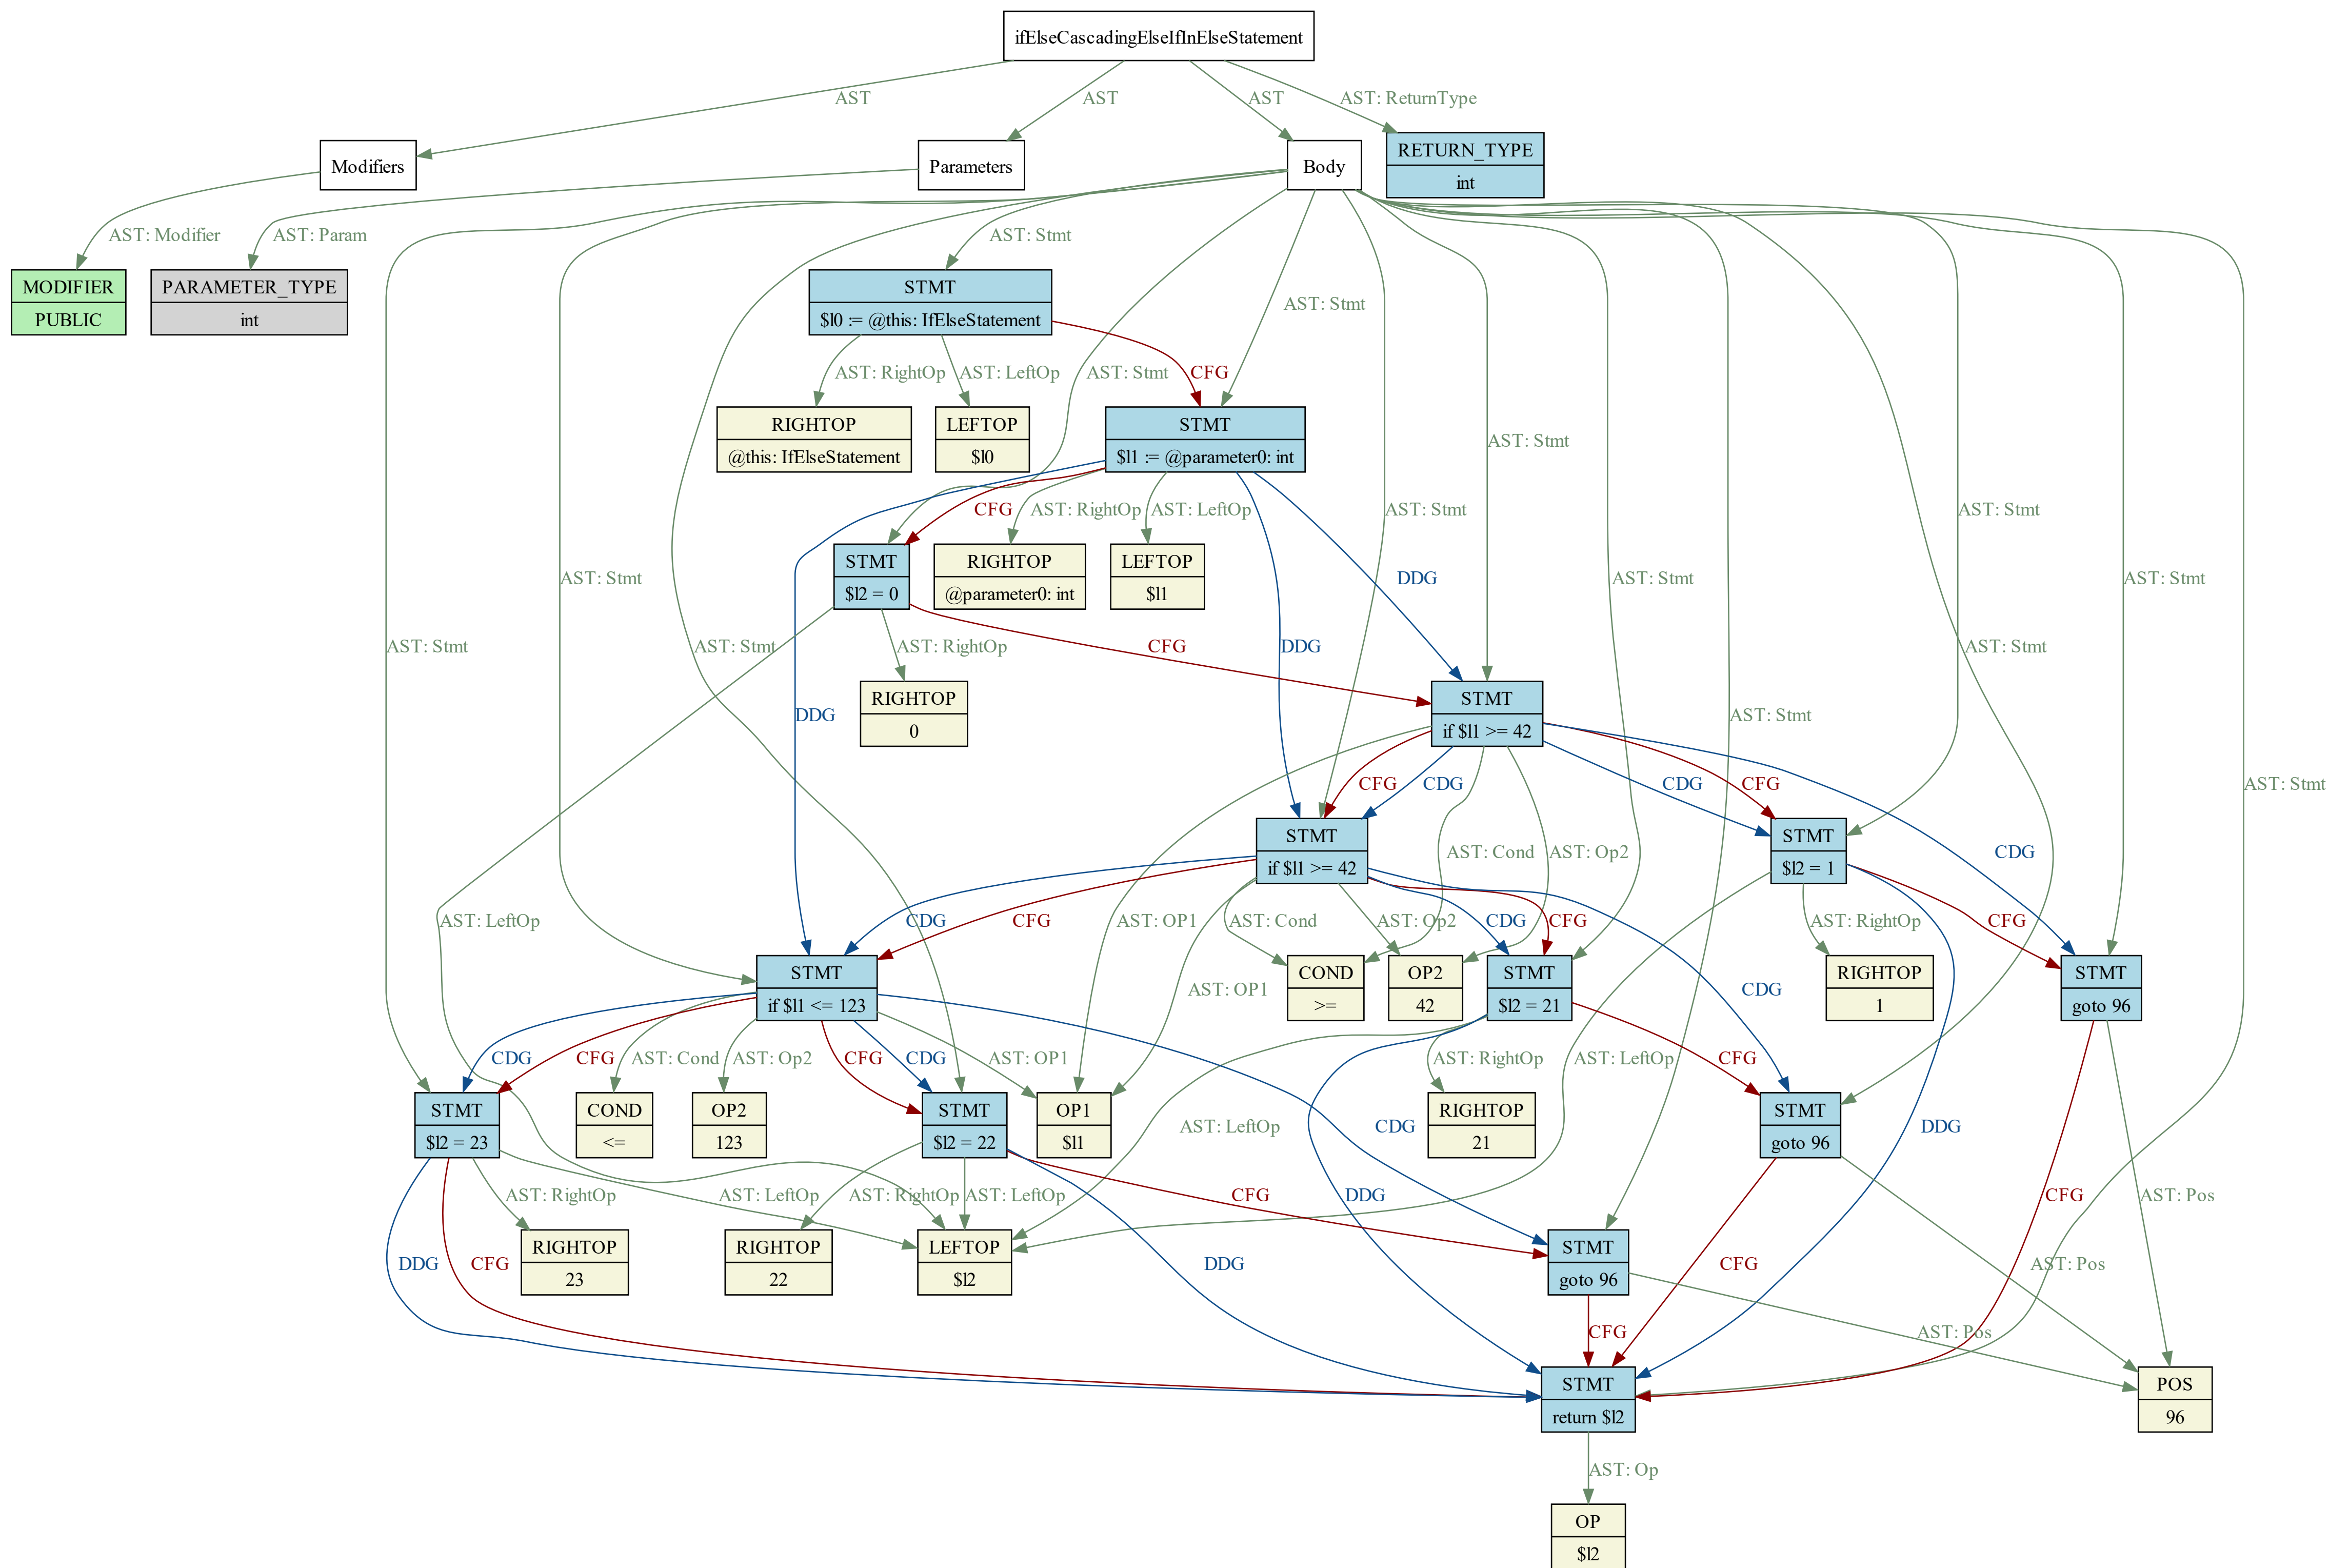 ifElseCascadingElseIfInElseStatement
AST
AST
AST
AST: ReturnType
Modifiers
Parameters
Body
RETURN_TYPE
int
AST: Modifier
AST: Param
AST: Stmt
MODIFIER
PUBLIC
PARAMETER_TYPE
int
STMT
$l0 := @this: IfElseStatement
AST: Stmt
AST: RightOp
AST: LeftOp
CFG
AST: Stmt
RIGHTOP
@this: IfElseStatement
LEFTOP
$l0
STMT
$l1 := @parameter0: int
AST: Stmt
CFG
AST: RightOp
AST: LeftOp
AST: Stmt
AST: Stmt
AST: Stmt
STMT
$l2 = 0
RIGHTOP
@parameter0: int
LEFTOP
$l1
DDG
AST: Stmt
AST: Stmt
AST: Stmt
AST: Stmt
AST: Stmt
AST: RightOp
DDG
CFG
AST: Stmt
RIGHTOP
0
DDG
STMT
if $l1 >= 42
AST: Stmt
CFG
CDG
CDG
CFG
AST: Stmt
STMT
if $l1 >= 42
AST: Cond
AST: Op2
STMT
$l2 = 1
CDG
AST: LeftOp
CDG
CFG
AST: OP1
AST: Cond
AST: Op2
CDG
CFG
AST: RightOp
CFG
STMT
if $l1 <= 123
AST: OP1
COND
>=
OP2
42
STMT
$l2 = 21
CDG
RIGHTOP
1
STMT
goto 96
CDG
CFG
AST: Cond
AST: Op2
CFG
CDG
AST: OP1
AST: RightOp
AST: LeftOp
CFG
STMT
$l2 = 23
COND
<=
OP2
123
STMT
$l2 = 22
OP1
$l1
AST: LeftOp
CDG
RIGHTOP
21
STMT
goto 96
DDG
AST: RightOp
AST: LeftOp
AST: RightOp
AST: LeftOp
CFG
DDG
CFG
AST: Pos
DDG
CFG
RIGHTOP
23
RIGHTOP
22
LEFTOP
$l2
DDG
STMT
goto 96
CFG
AST: Pos
CFG
AST: Pos
STMT
return $l2
POS
96
AST: Op
OP
$l2